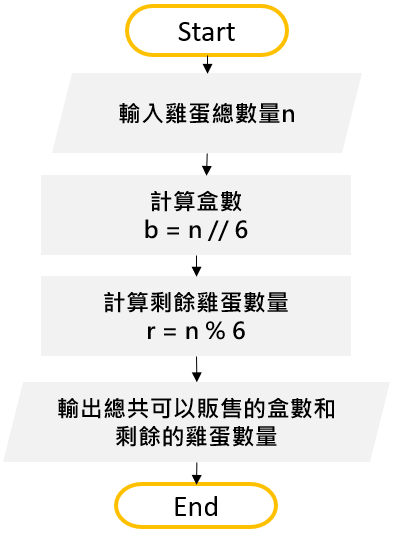 Start
輸入雞蛋總數量n
計算盒數
b = n // 6
計算剩餘雞蛋數量
r = n % 6
輸出總共可以販售的盒數和
剩餘的雞蛋數量
End